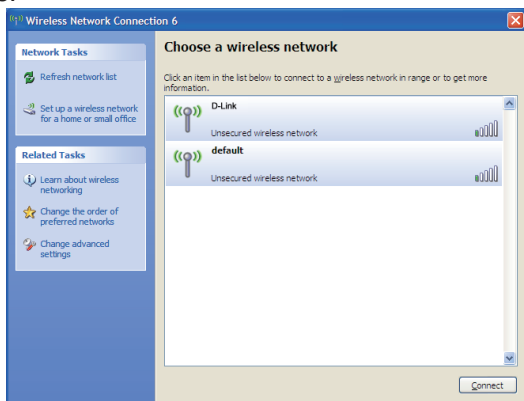 Wireless Network Connection 6
Network Tasks
Refresh network list
Set up a wireless network
for a home or small office
Related Tasks
Learn about wireless
networking
Change the order of
preferred networks
Change advanced
settings
Choose a wireless network
Click an item in the list below to connect to a wireless network in range or to get more
information.
D-Link
Unsecured wireless network
default
Unsecured wireless network
Connect